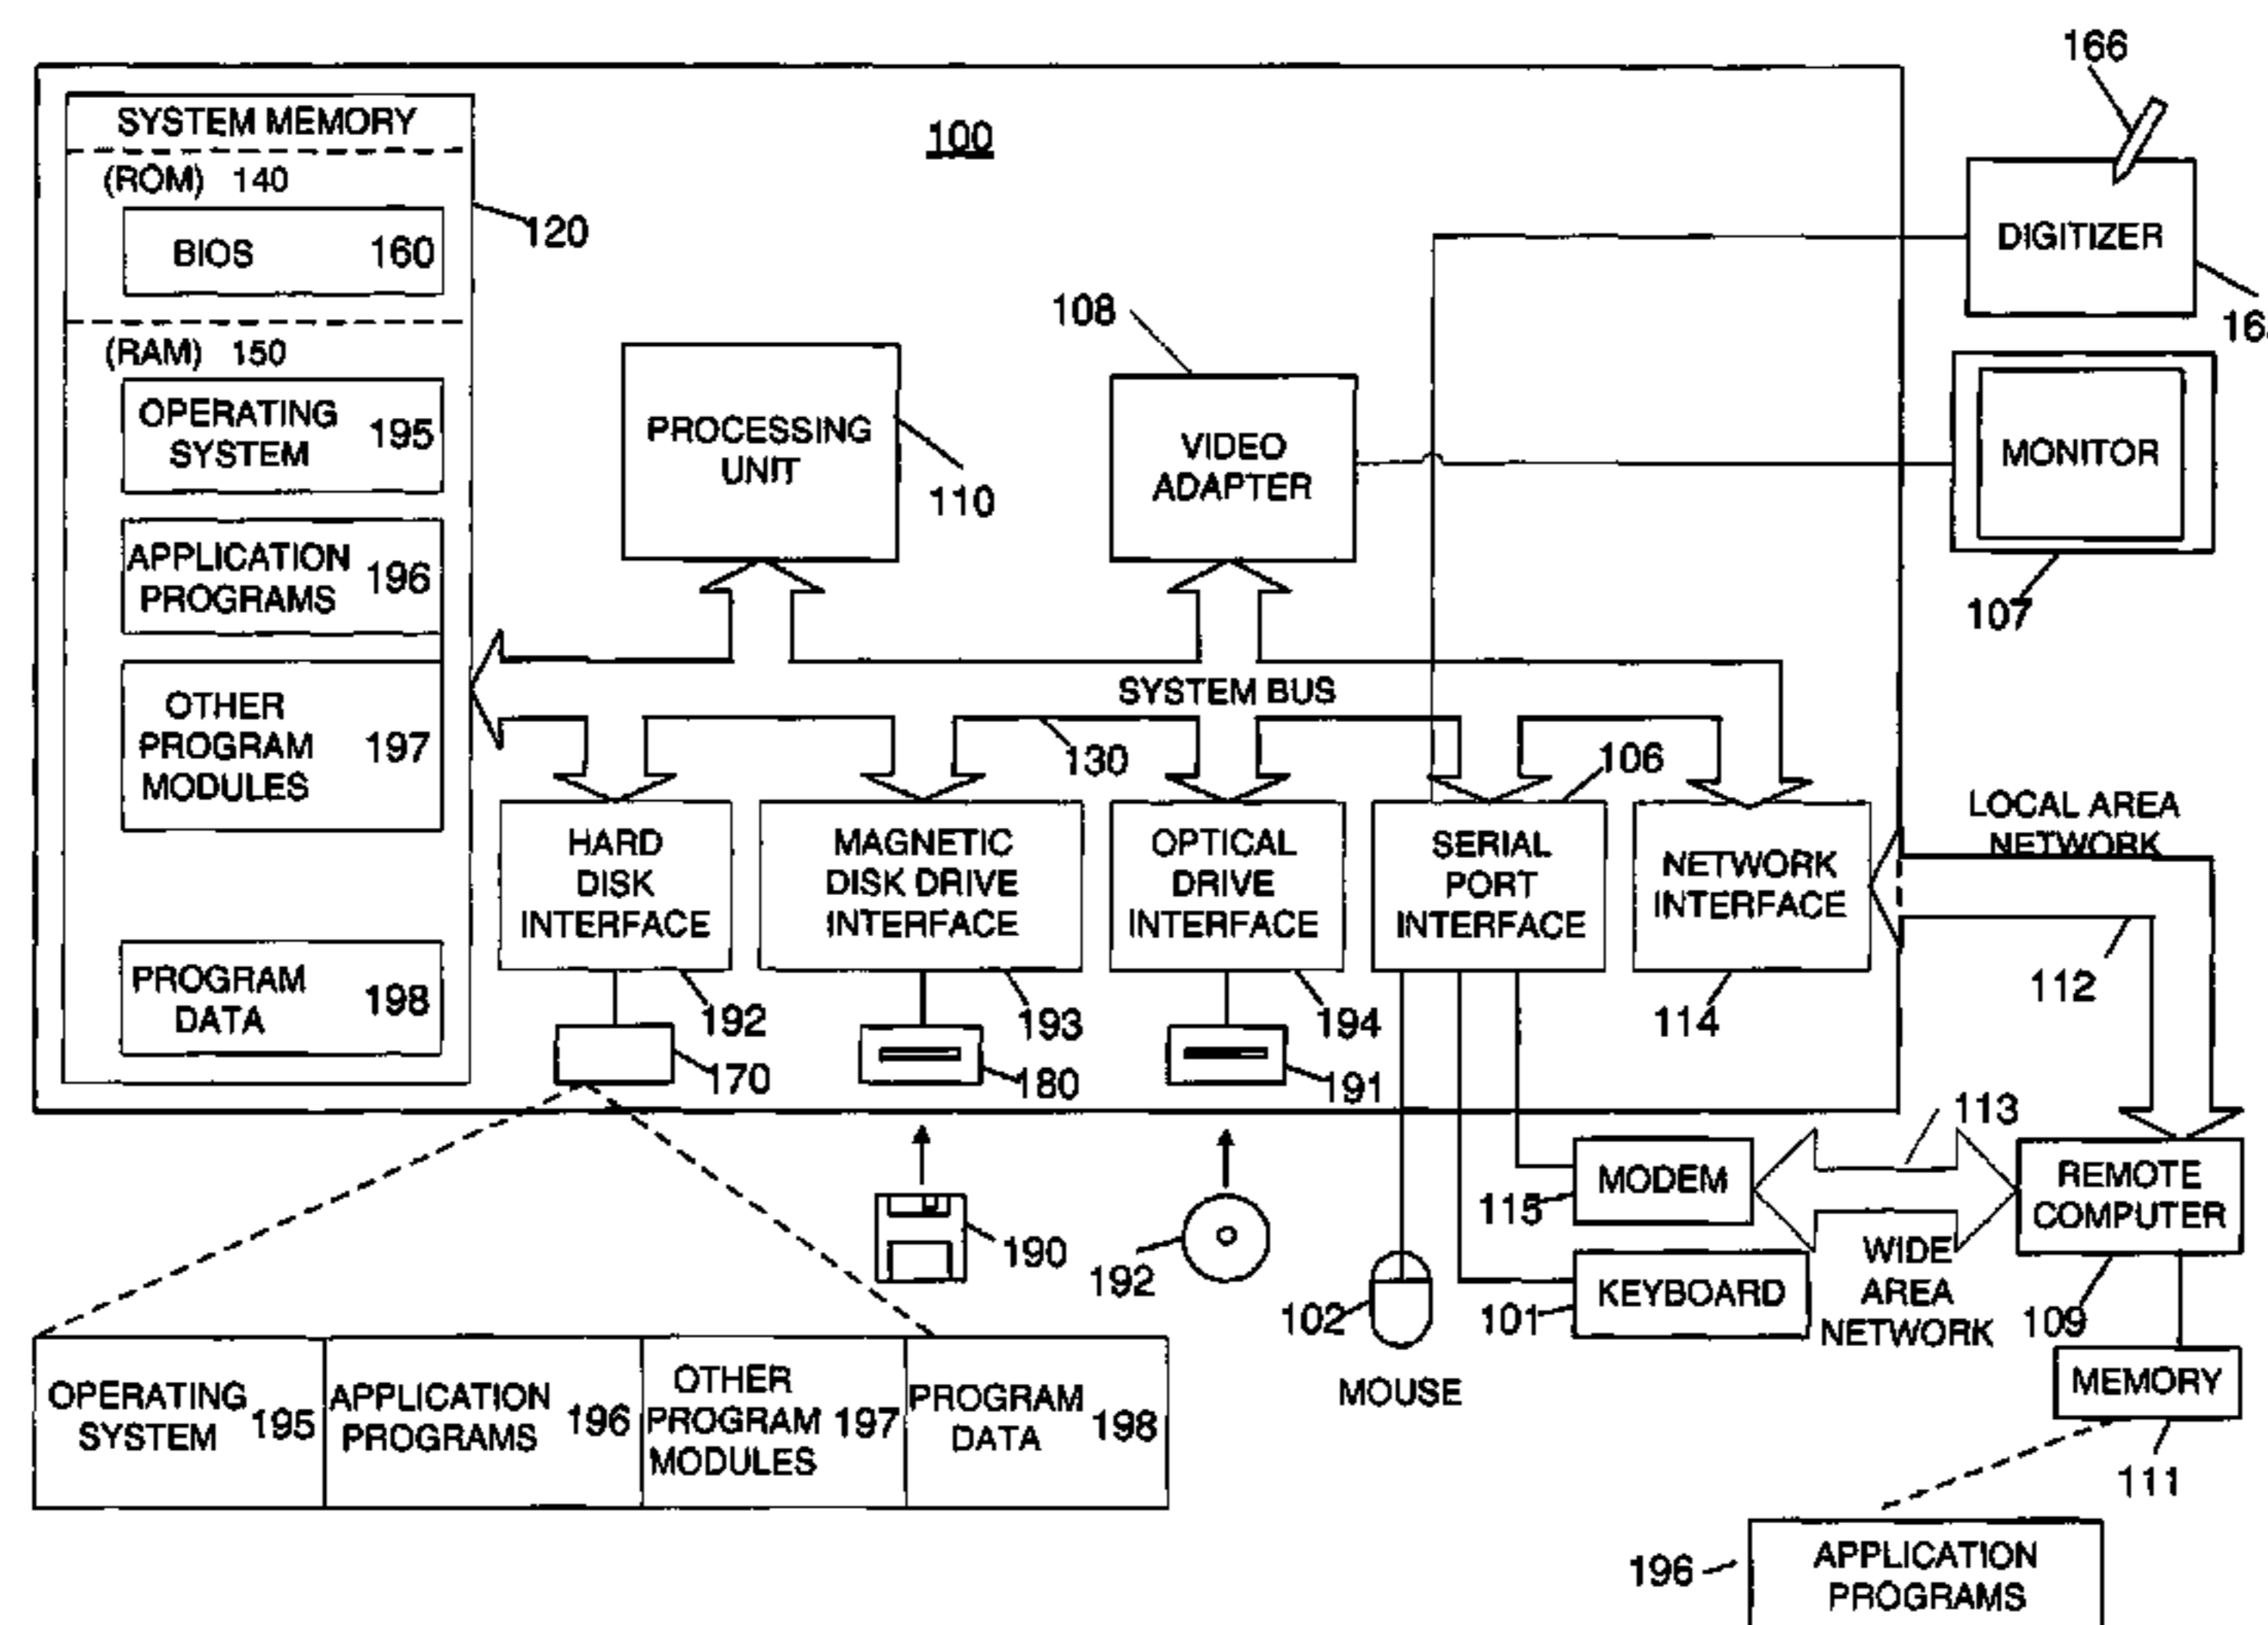 166
100
SYSTEM MEMORY
(ROM) 140
BIOS 160
120
DIGITIZER
16
108
(RAM) 150
OPERATING
SYSTEM
195
PROCESSING
UNIT
110
VIDEO
ADAPTER
MONITOR
107
APPLICATION
PROGRAMS
196
SYSTEM BUS
130
106
OTHER
PROGRAM
MODULES
197
HARD
DISK
INTERFACE
MAGNETIC
DISK DRIVE
INTERFACE
OPTICAL
DRIVE
INTERFACE
SERIAL
PORT
INTERFACE
NETWORK
INTERFACE
LOCAL AREA
NETWORK
PROGRAM
DATA
198
192
193
194
114
112
170
180
191
113
MODEM
115
REMOTE
COMPUTER
190
192
102
101
KEYBOARD
WIDE
AREA
NETWORK
109
MOUSE
MEMORY
111
OPERATING
SYSTEM
195
APPLICATION
PROGRAMS
196
OTHER
PROGRAM
MODULES
197
PROGRAM
DATA
198
196
APPLICATION
PROGRAMS